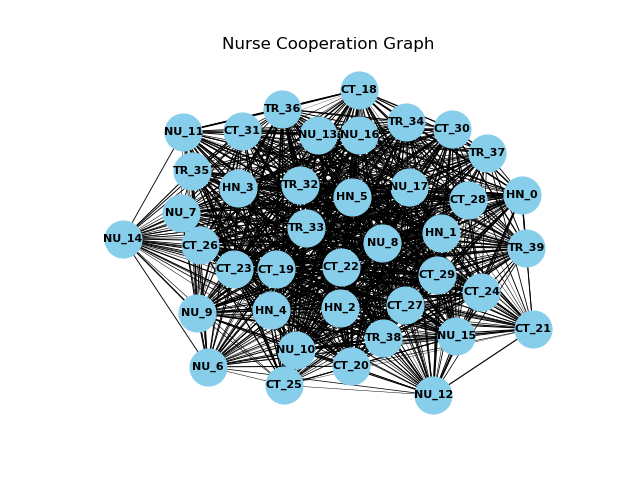 Nurse Cooperation Graph
CT_18
TR_36
TR_34
CT_30
NU_11
CT_31
NU_13
NU_16
TR_37
TR_35
HN_3
TR_32
HN_5
NU_17
CT_28
HN_0
NU_7
TR_33
HN_1
NU_14
CT_26
NU_8
TR_39
CT_23
CT_19
CT_22
CT_29
CT_24
NU_9
HN_4
HN_2
CT_27
CT_21
NU_10
TR_38
NU_15
NU_6
CT_25
CT_20
NU_12